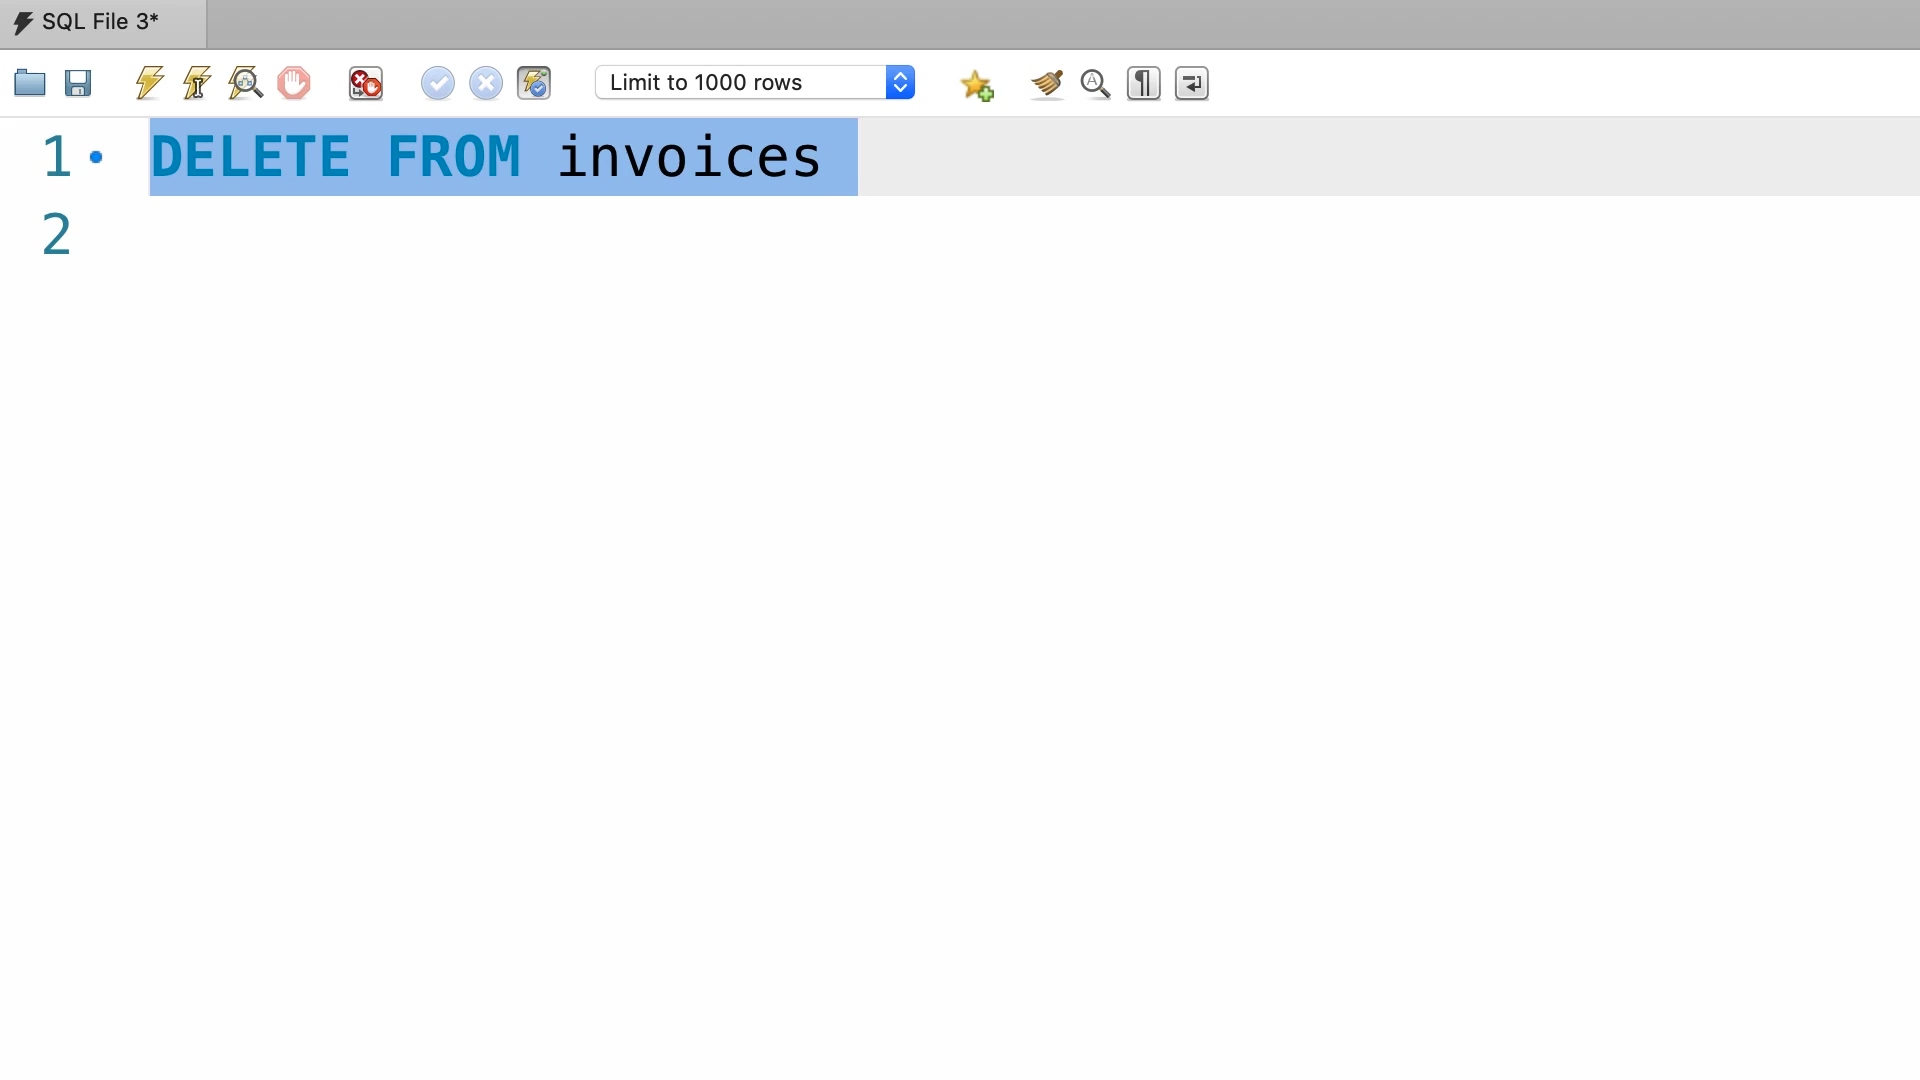 SQL File 3*
Limit to 1000 rows
1 DELETE FROM invoices
2